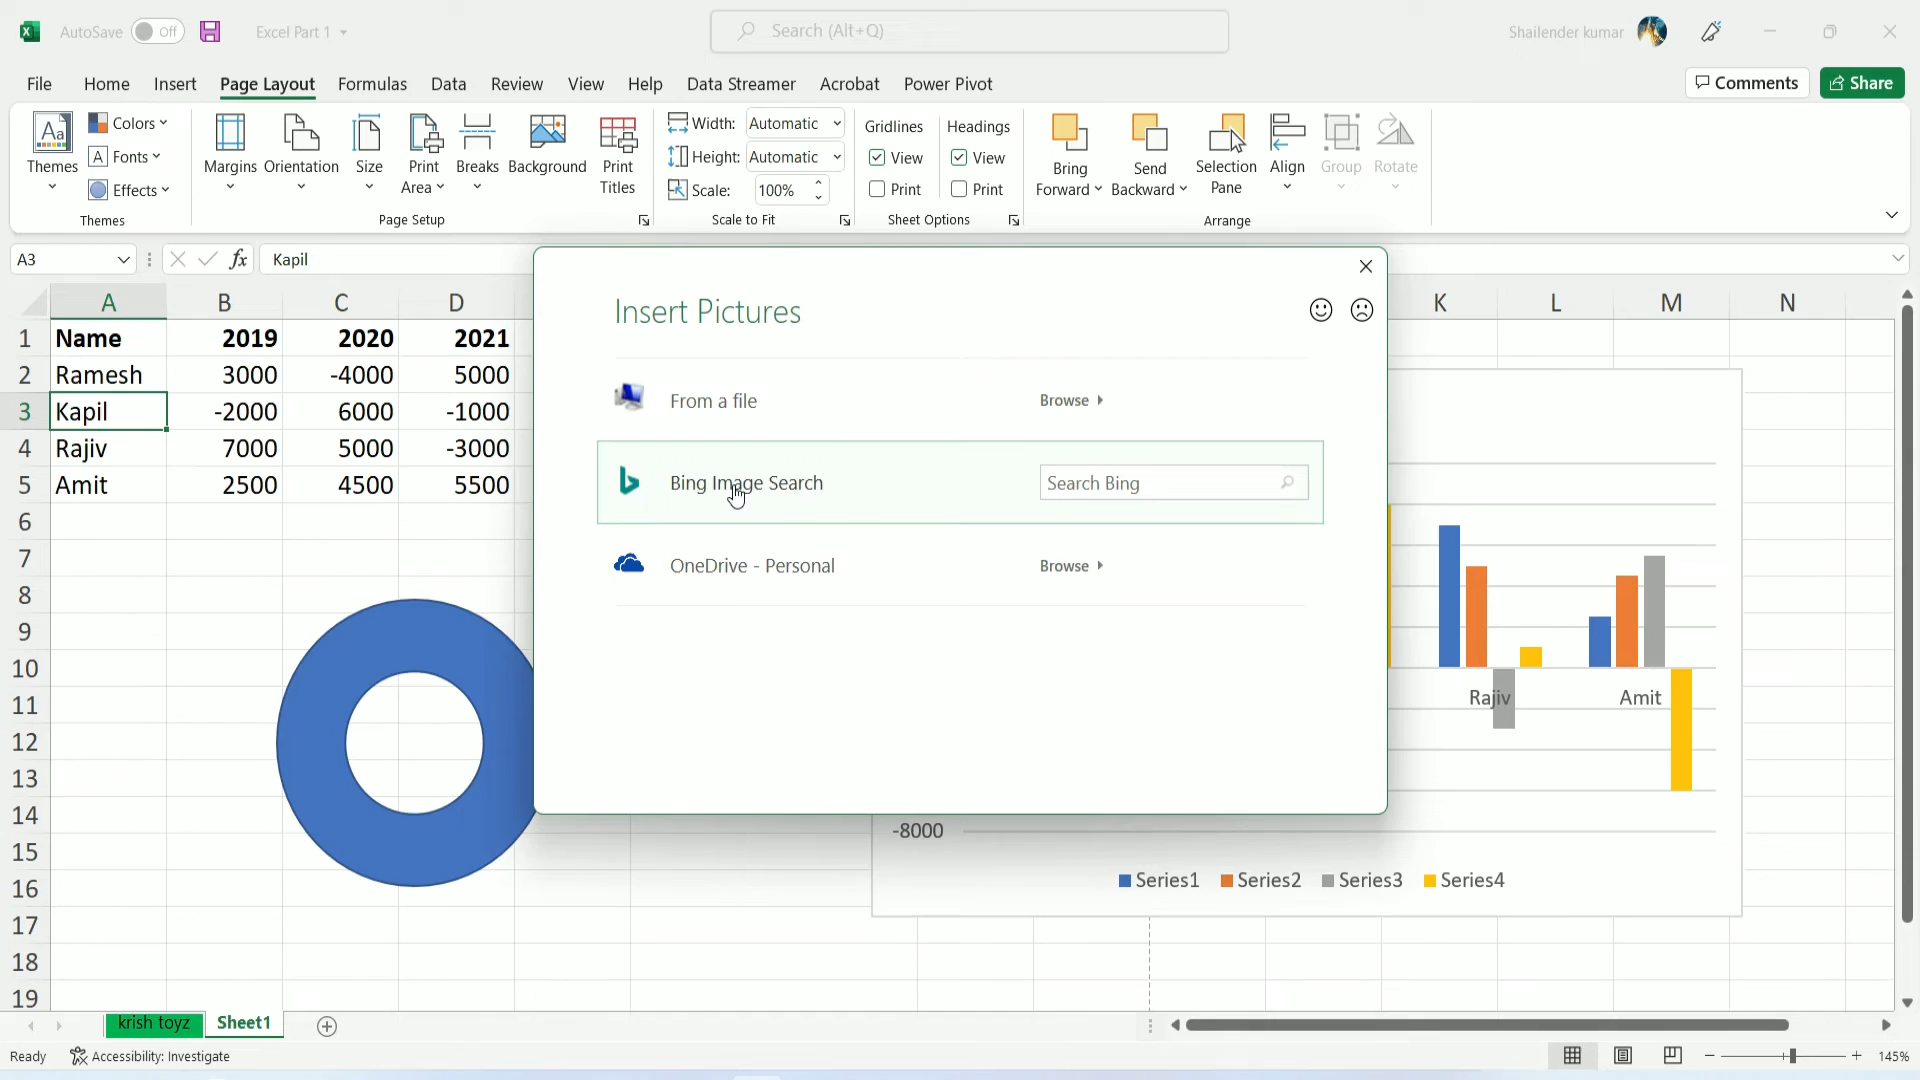 AutoSave Off Excel Part 1 Search (Alt+Q) Shailender kumar
File Home Insert Page Layout Formulas Data Review View Help Data Streamer Acrobat Power Pivot Comments Share
Aa Colors Width: Automatic Gridlines Headings
A Fonts Height: Automatic View View
Themes Margins Orientation Size Print Breaks Background Print Bring Send Selection Align Group Rotate
Effects Area Titles Scale: 100% Print Print Forward Backward Pane
Themes Page Setup Scale to Fit Sheet Options Arrange
A3 fx Kapil
A B C D K L M N
Insert Pictures
From a file Browse
Bing Image Search Search Bing
OneDrive - Personal Browse
1 Name 2019 2020 2021
2 Ramesh 3000 -4000 5000
3 Kapil -2000 6000 -1000
4 Rajiv 7000 5000 -3000
5 Amit 2500 4500 5500
6
7
8
9
10
11
12
13
14
15
16
17
18
19
Rajiv Amit
-8000
Series1 Series2 Series3 Series4
krish toyz Sheet1
Ready Accessibility: Investigate 145%